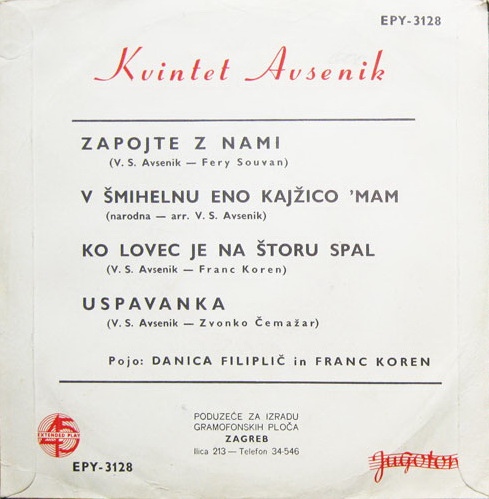 EPY-3128
Kvintet Avsenik
ZAPOJTE Z NAMI
(V. S. Avsenik — Fery Souvan)
V ŠMIHELNU ENO KAJŽICO 'MAM
(narodna — arr. V. S. Avsenik)
KO LOVEC JE NA ŠTORU SPAL
(V. S. Avsenik — Franc Koren)
USPAVANKA
(V. S. Avsenik — Zvonko Čemažar)
Pojo: DANICA FILIPLIČ in FRANC KOREN
45
EXTENDED PLAY
PODUZEĆE ZA IZRADU
GRAMOFONSKIH PLOČA
ZAGREB
Ilica 213 — Telefon 34-546
Jugoton
EPY-3128